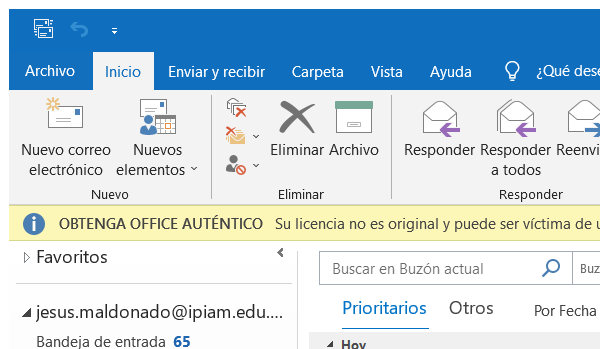 Archivo Inicio Enviar y recibir Carpeta Vista Ayuda ¿Qué dese
Nuevo correo electrónico
Nuevos elementos
Eliminar Archivo
Responder
Responder a todos
Reenvi
Nuevo Eliminar Responder
OBTENGA OFFICE AUTÉNTICO Su licencia no es original y puede ser víctima de u
Favoritos
Buscar en Buzón actual Buz
jesus.maldonado@ipiam.edu....
Prioritarios Otros Por Fecha
Bandeja de entrada 65
Hoy